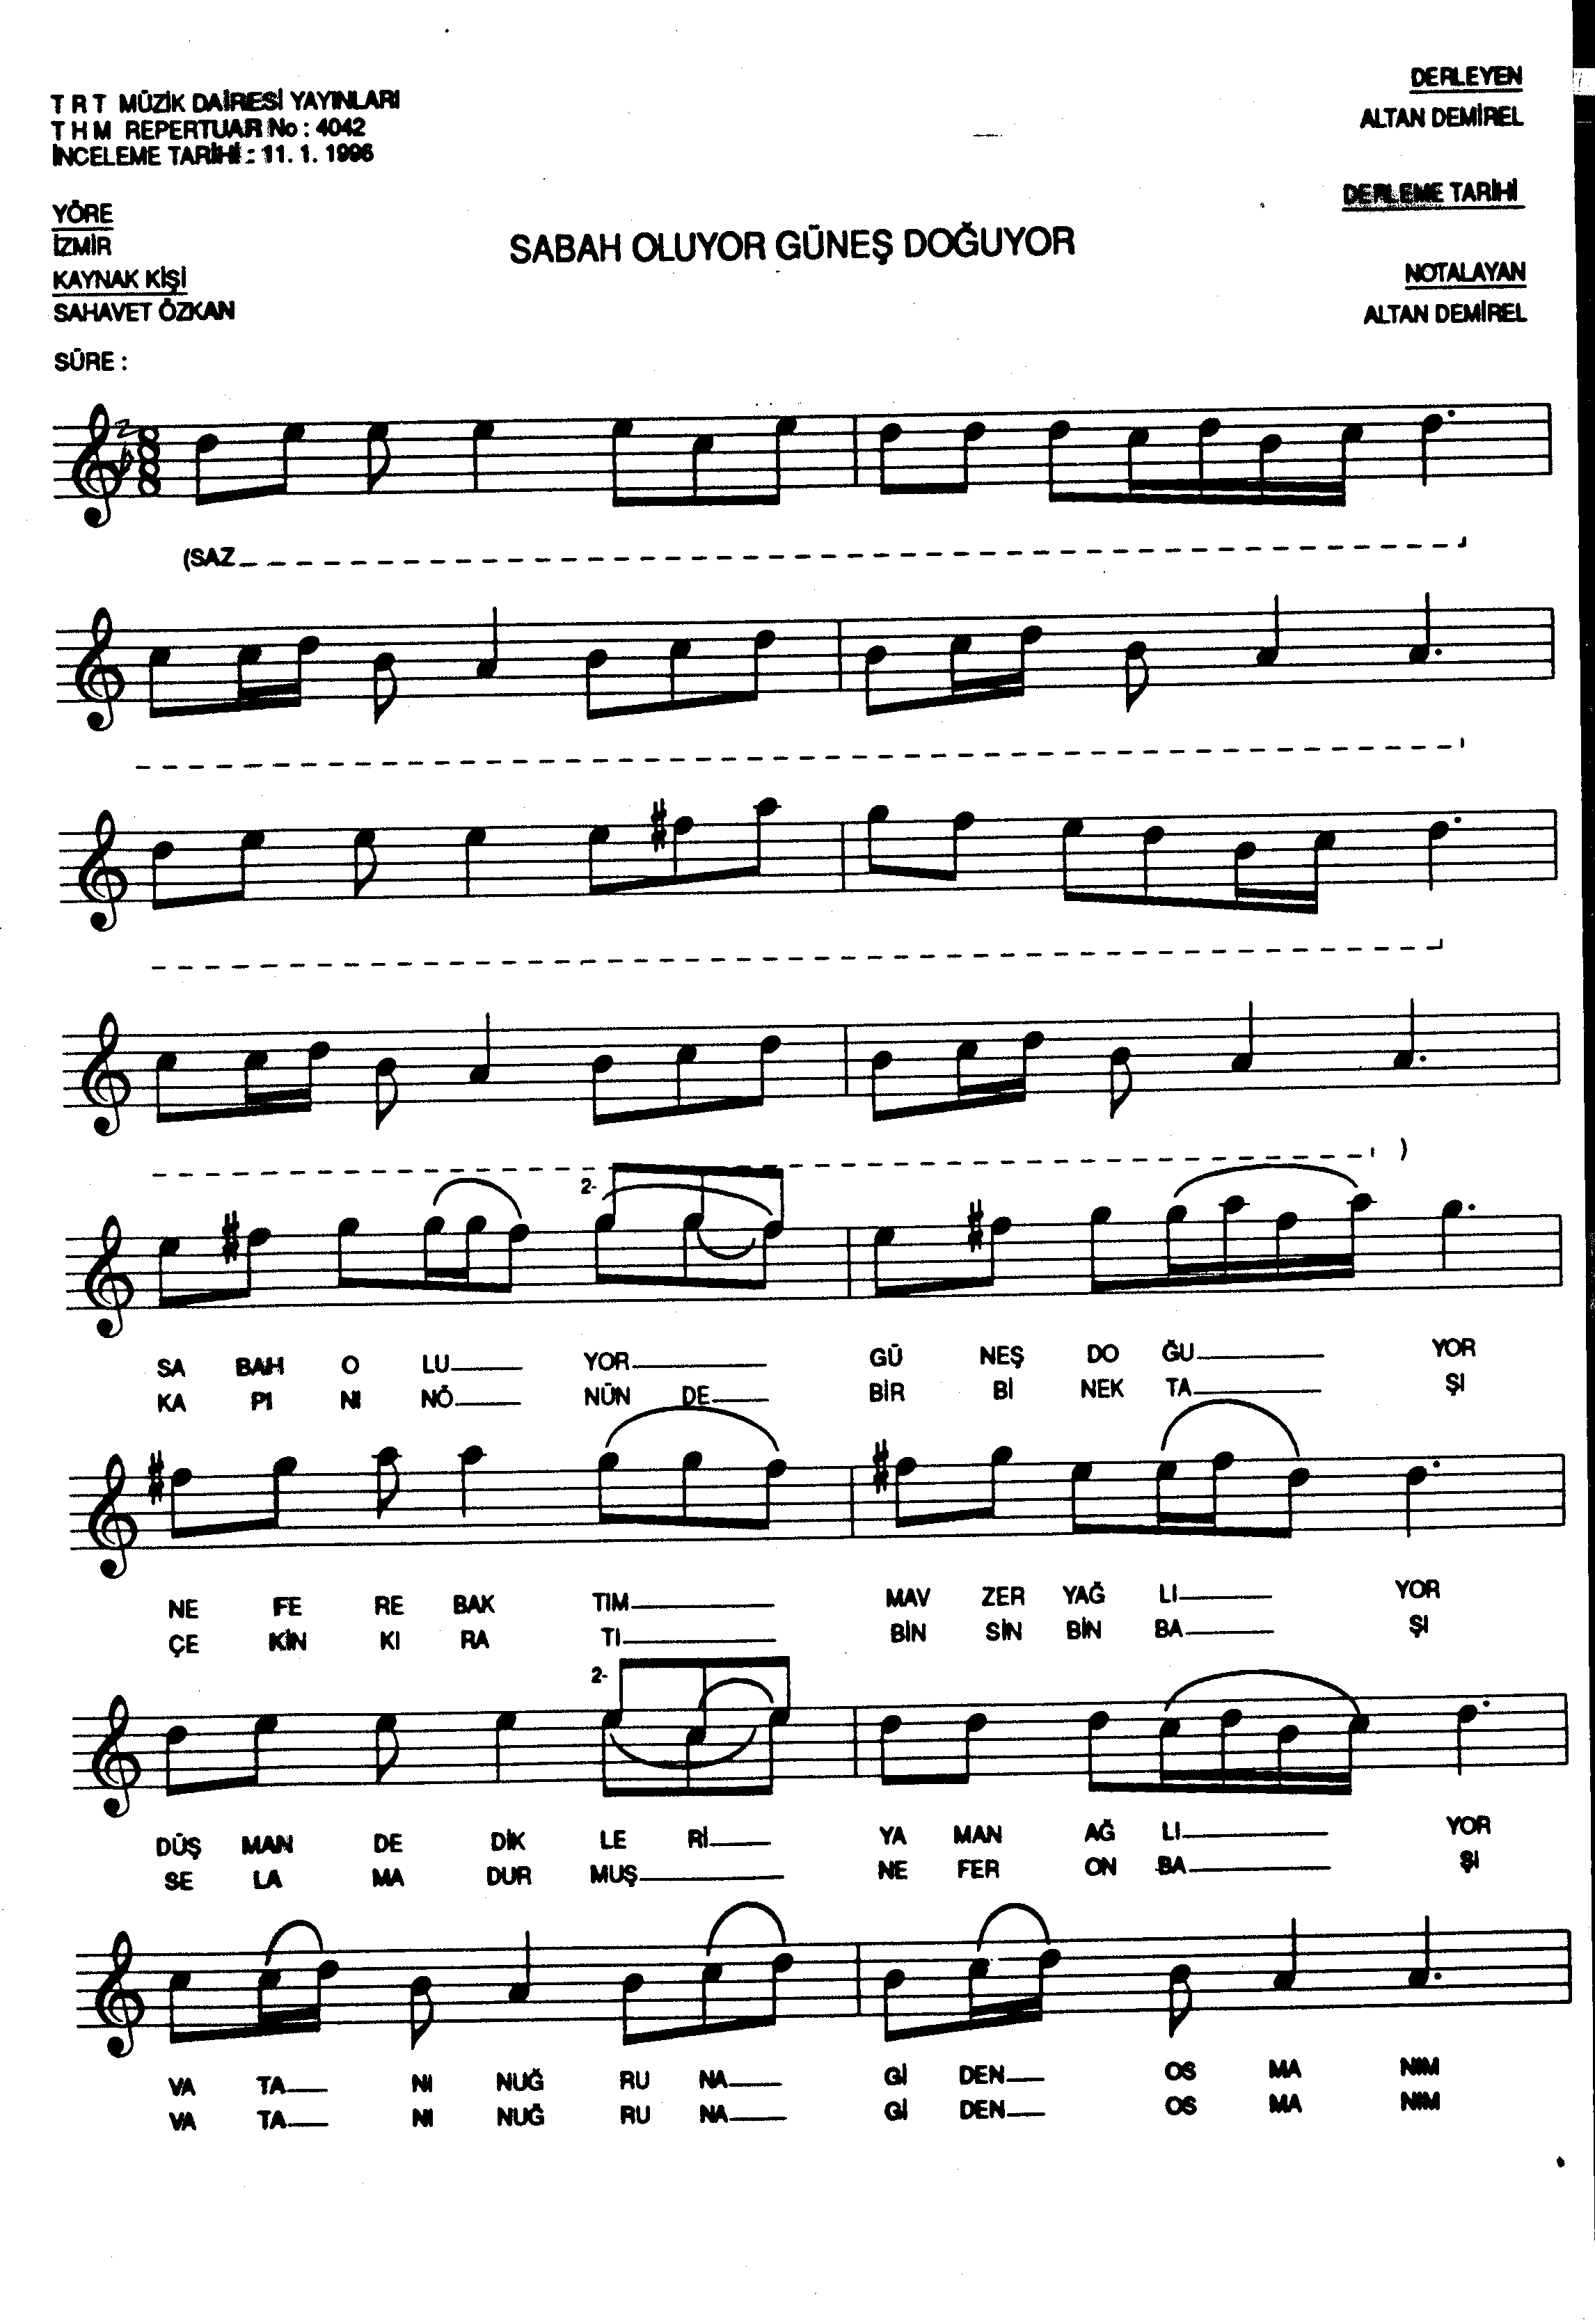 T R T MÜZİK DAİRESİ YAYINLARI
T H M REPERTUAR No : 4042
İNCELEME TARİHİ : 11. 1. 1996
DERLEYEN
ALTAN DEMİREL
DERLEME TARİHİ
YÖRE
İZMİR
KAYNAK KİŞİ
SAHAVET ÖZKAN
SABAH OLUYOR GÜNEŞ DOĞUYOR
NOTALAYAN
ALTAN DEMİREL
SÜRE :
2
8
8
8
(SAZ
)
2-
SA BAH O LU YOR GÜ NEŞ DO ĞU YOR
KA PI NI NÖ NÜN DE BİR Bİ NEK TA ŞI
NE FE RE BAK TIM MAV ZER YAĞ LI YOR
ÇE KİN KI RA TI BİN SİN BİN BA ŞI
2-
DÜŞ MAN DE DİK LE Rİ YA MAN AĞ LI YOR
SE LA MA DUR MUŞ NE FER ON BA ŞI
VA TA NI NUĞ RU NA Gİ DEN OS MA NIM
VA TA NI NUĞ RU NA Gİ DEN OS MA NIM